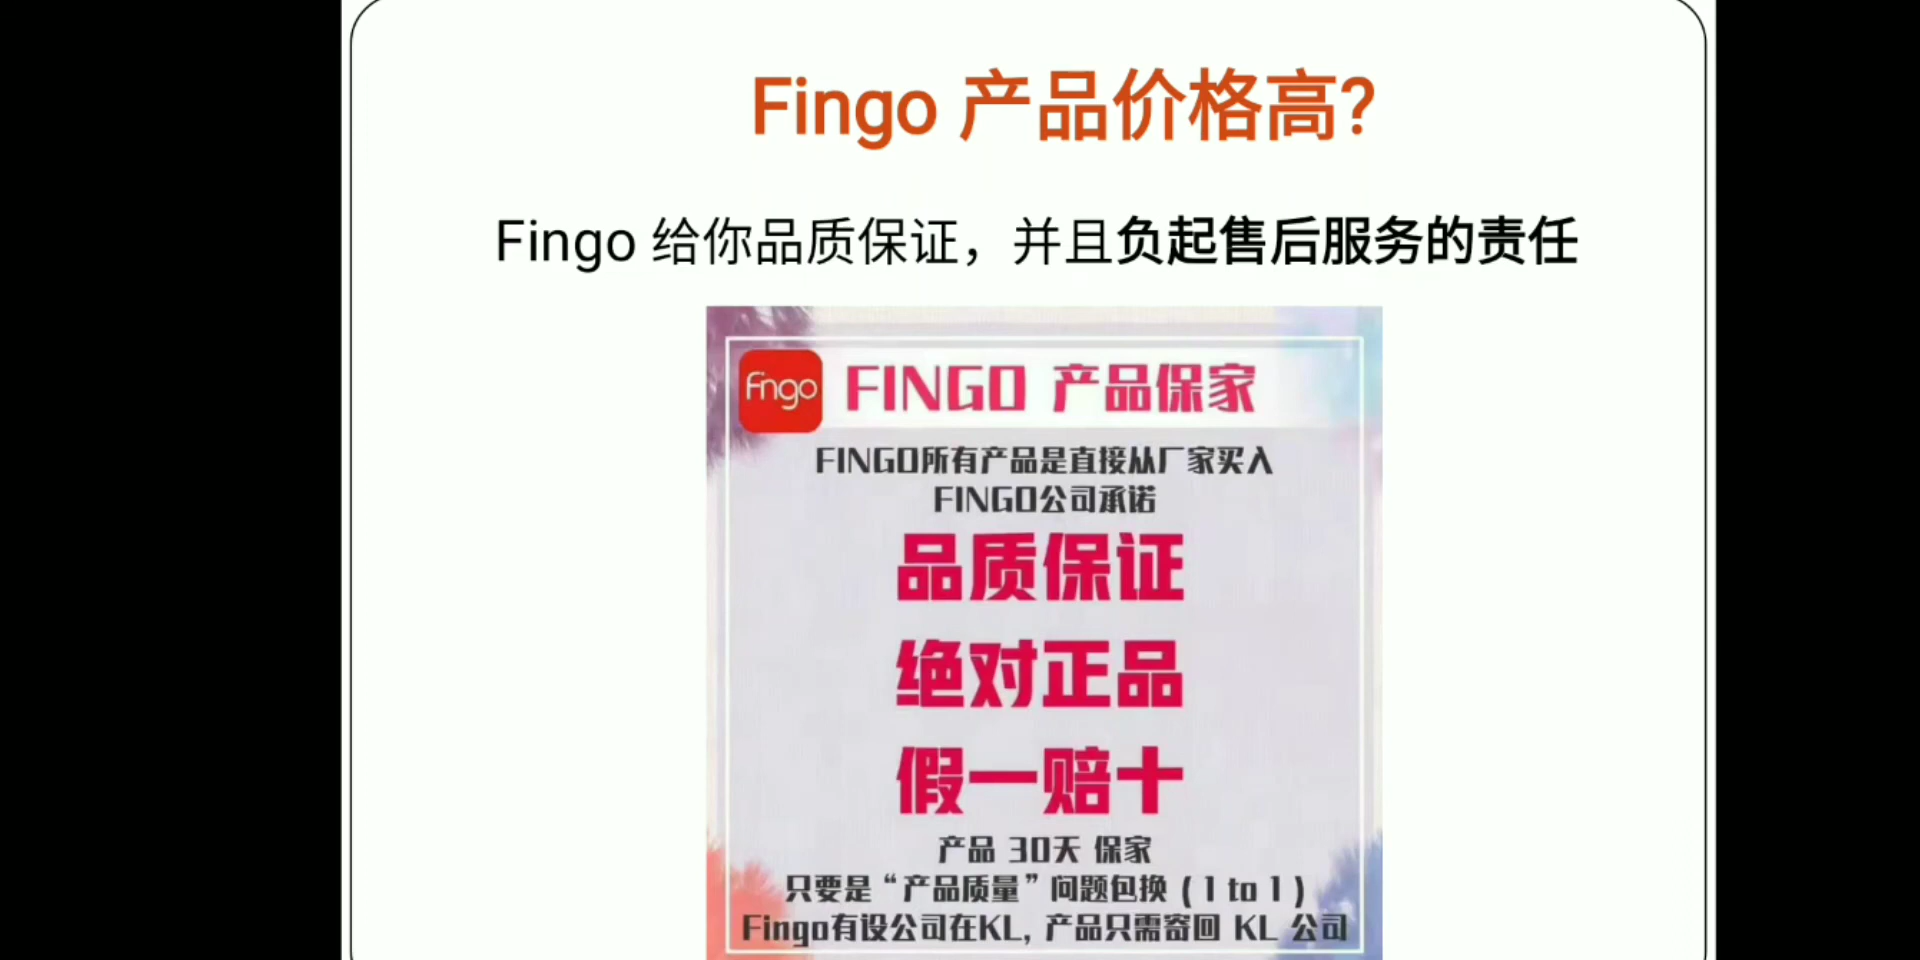 Fingo 产品价格高?
Fingo 给你品质保证，并且负起售后服务的责任
Fingo FINGO 产品保家
FINGO所有产品是直接从厂家买入
FINGO公司承诺
品质保证
绝对正品
假一赔十
产品 30天 保家
只要是“产品质量”问题包换 ( 1 to 1 )
Fingo有设公司在KL, 产品只需寄回 KL 公司